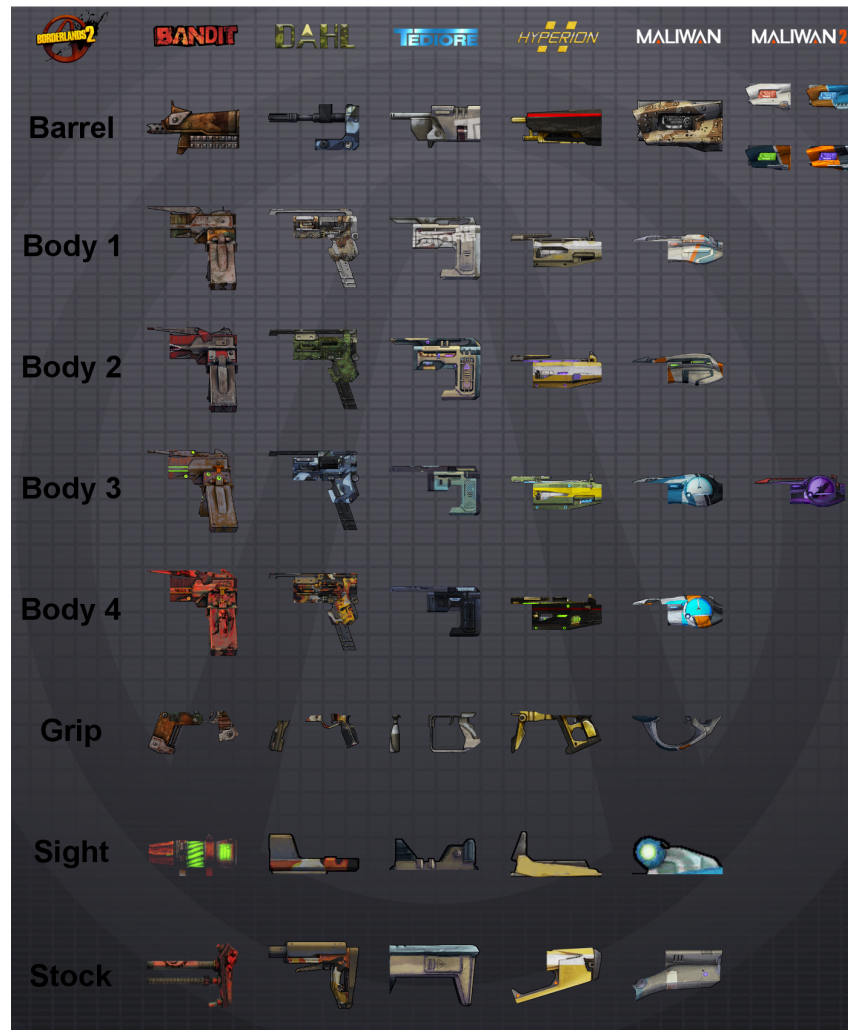 BORDERLANDS 2 BANDIT DAHL TEDIORE HYPERION MALIWAN MALIWAN 2
Barrel
Body 1
Body 2
Body 3
Body 4
Grip
Sight
Stock